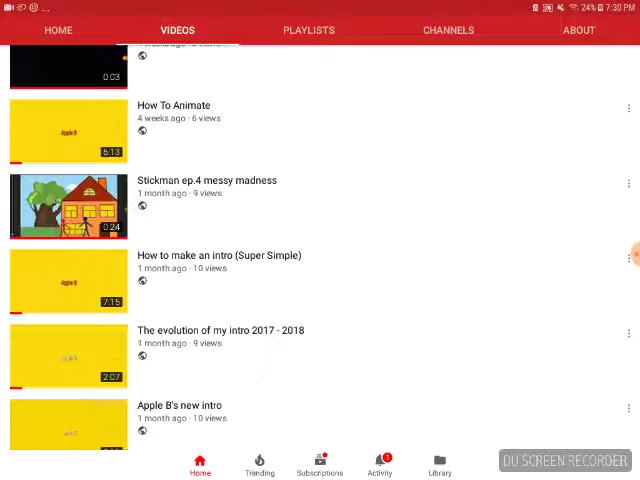 24% 7:30 PM
HOME VIDEOS PLAYLISTS CHANNELS ABOUT
0:03
How To Animate
4 weeks ago · 6 views
Apple B
6:13
Stickman ep.4 messy madness
1 month ago · 9 views
0:24
How to make an intro (Super Simple)
1 month ago · 10 views
Apple B
7:15
The evolution of my intro 2017 - 2018
1 month ago · 9 views
2:07
Apple B's new intro
1 month ago · 10 views
1
Home Trending Subscriptions Activity Library
DU SCREEN RECORDER